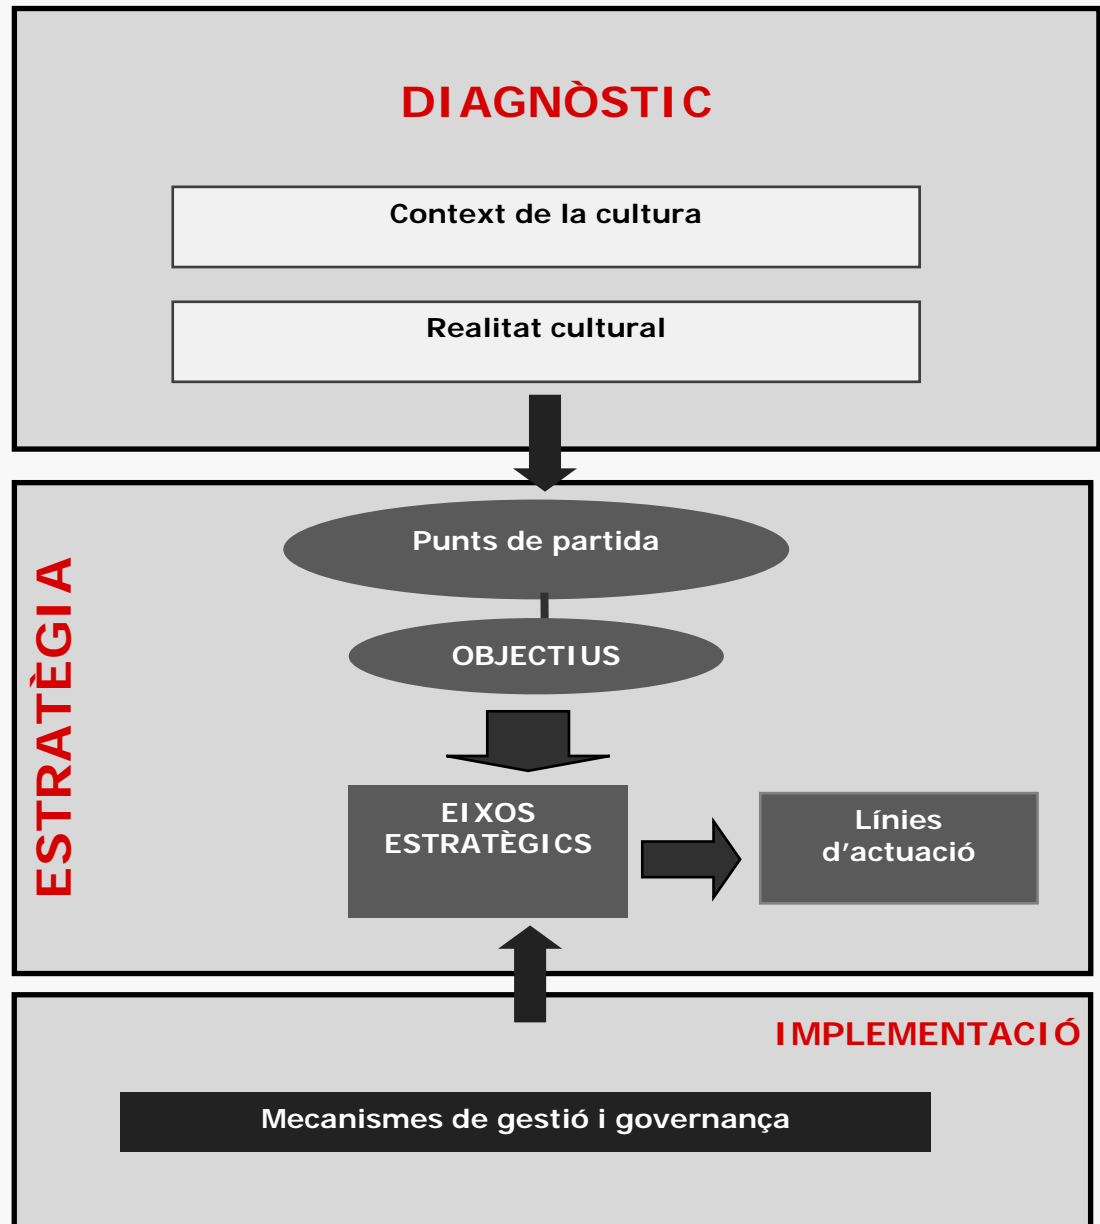 DIAGNÒSTIC
Context de la cultura
Realitat cultural
ESTRATÈGIA
Punts de partida
OBJECTIUS
EIXOS
ESTRATÈGICS
Línies
d’actuació
IMPLEMENTACIÓ
Mecanismes de gestió i governança